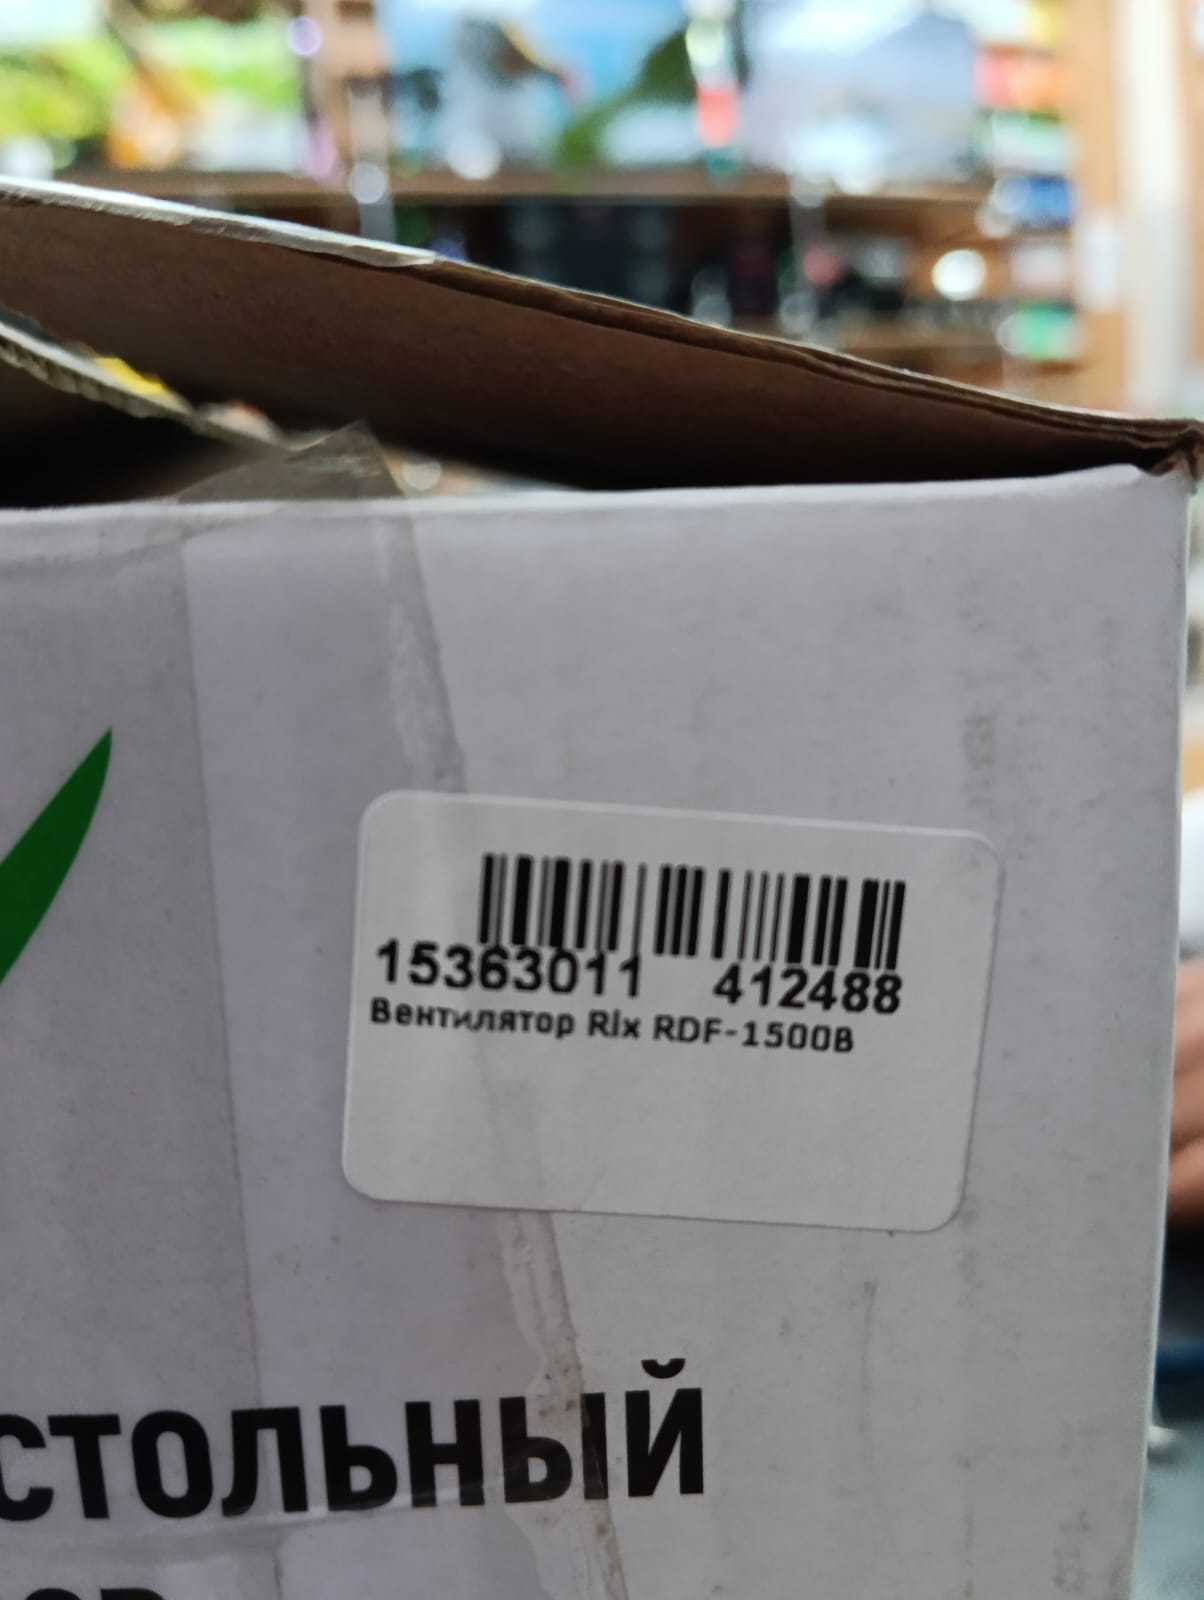 15363011 412488
Вентилятор Rix RDF-1500B
СТОЛЬНЫЙ